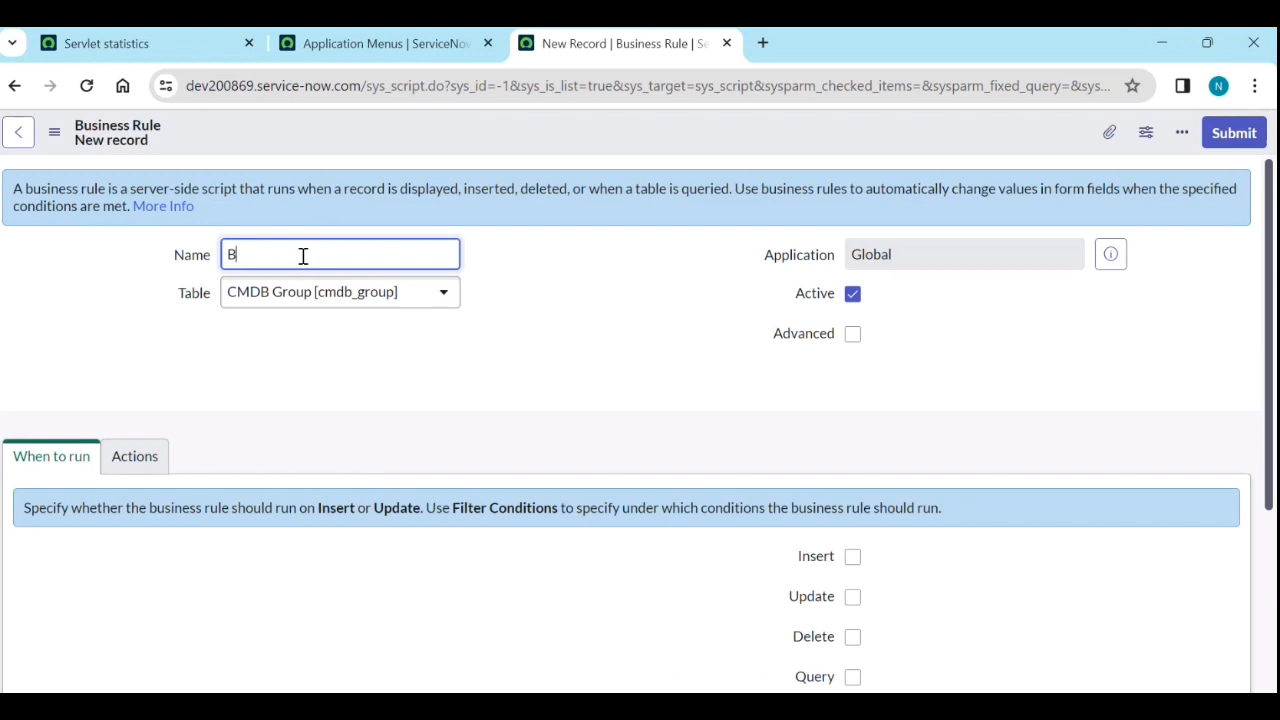 Servlet statistics
Application Menus | ServiceNo
New Record | Business Rule | Se
dev200869.service-now.com/sys_script.do?sys_id=-1&sys_is_list=true&sys_target=sys_script&sysparm_checked_items=&sysparm_fixed_query=&sys...
N
Business Rule
New record
Submit
A business rule is a server-side script that runs when a record is displayed, inserted, deleted, or when a table is queried. Use business rules to automatically change values in form fields when the specified
conditions are met. More Info
Name B
Application Global
Table CMDB Group [cmdb_group]
Active
Advanced
When to run Actions
Specify whether the business rule should run on Insert or Update. Use Filter Conditions to specify under which conditions the business rule should run.
Insert
Update
Delete
Query